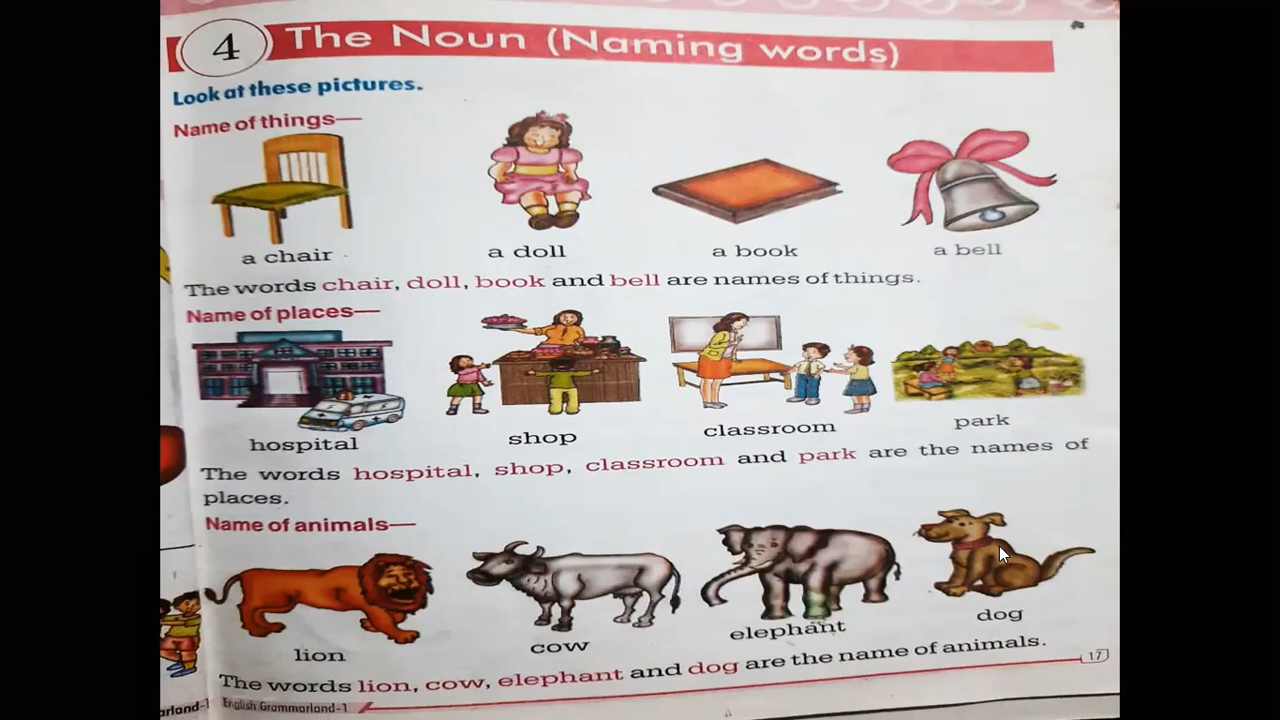 4 The Noun (Naming words)
Look at these pictures.
Name of things—
a chair a doll a book a bell
The words chair, doll, book and bell are names of things.
Name of places—
hospital shop classroom park
The words hospital, shop, classroom and park are the names of
places.
Name of animals—
lion cow elephant dog
The words lion, cow, elephant and dog are the name of animals.
17
English Grammarland-1